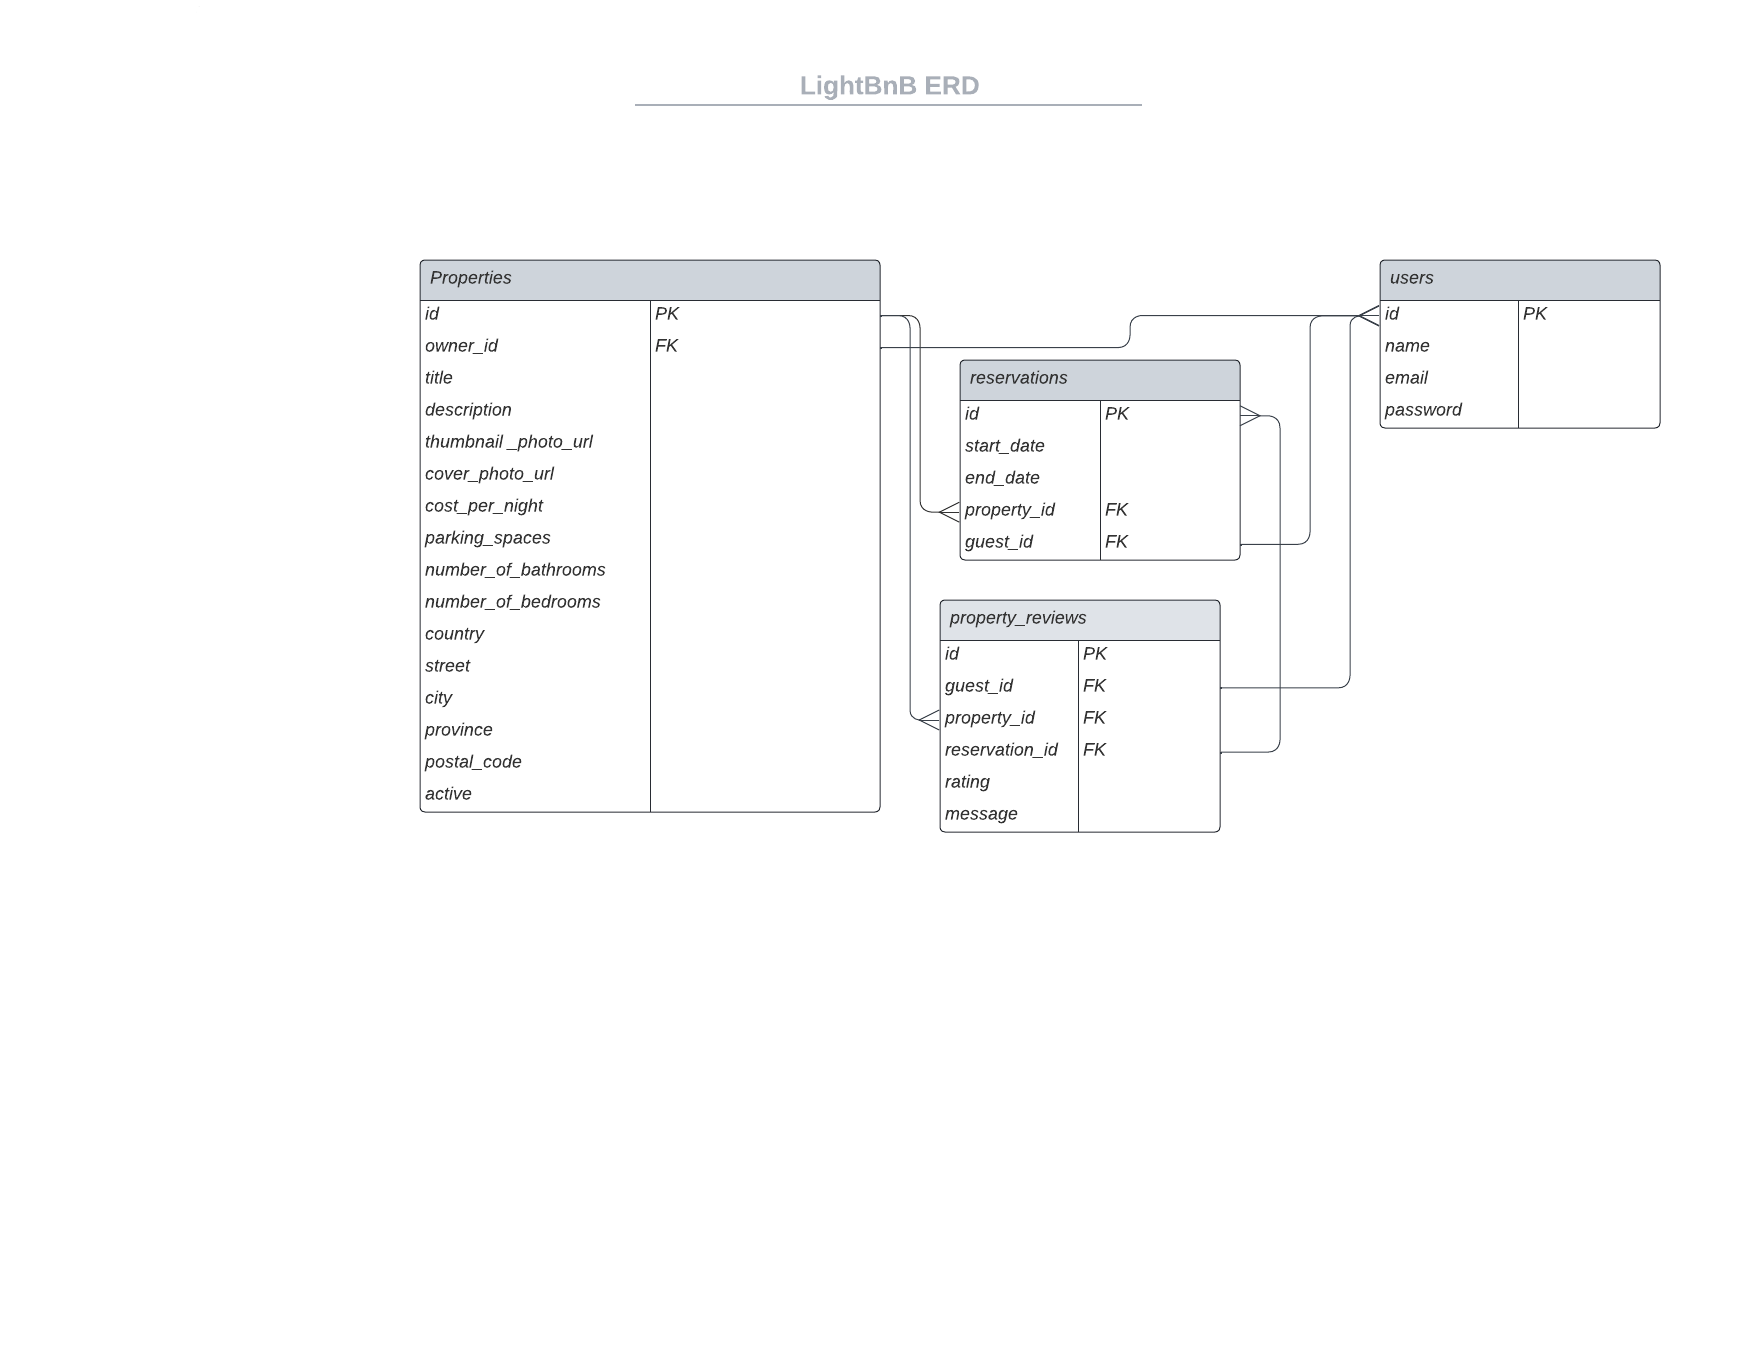 LightBnB ERD
Properties
id PK
owner_id FK
title
description
thumbnail _photo_url
cover_photo_url
cost_per_night
parking_spaces
number_of_bathrooms
number_of_bedrooms
country
street
city
province
postal_code
active
reservations
id PK
start_date
end_date
property_id FK
guest_id FK
property_reviews
id PK
guest_id FK
property_id FK
reservation_id FK
rating
message
users
id PK
name
email
password